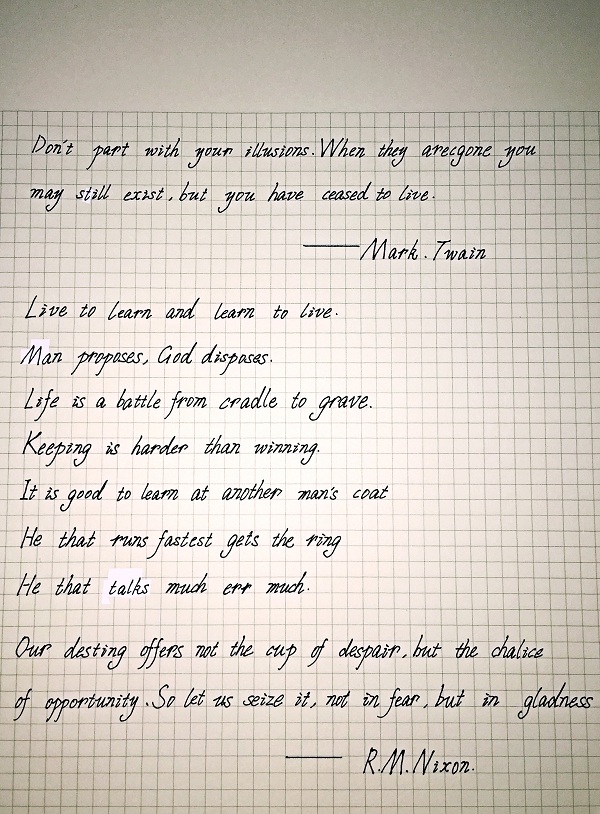 Don't part with your illusions. When they arecgone you
may still exist, but you have ceased to live.
——Mark. Twain
Live to learn and learn to live.
Man proposes, God disposes.
Life is a battle from cradle to grave.
Keeping is harder than winning.
It is good to learn at another man's coat
He that runs fastest gets the ring
He that talks much err much.
Our desting offers not the cup of despair, but the chalice
of opportunity. So let us seize it, not in fear, but in gladness
—— R.M.Nixon.